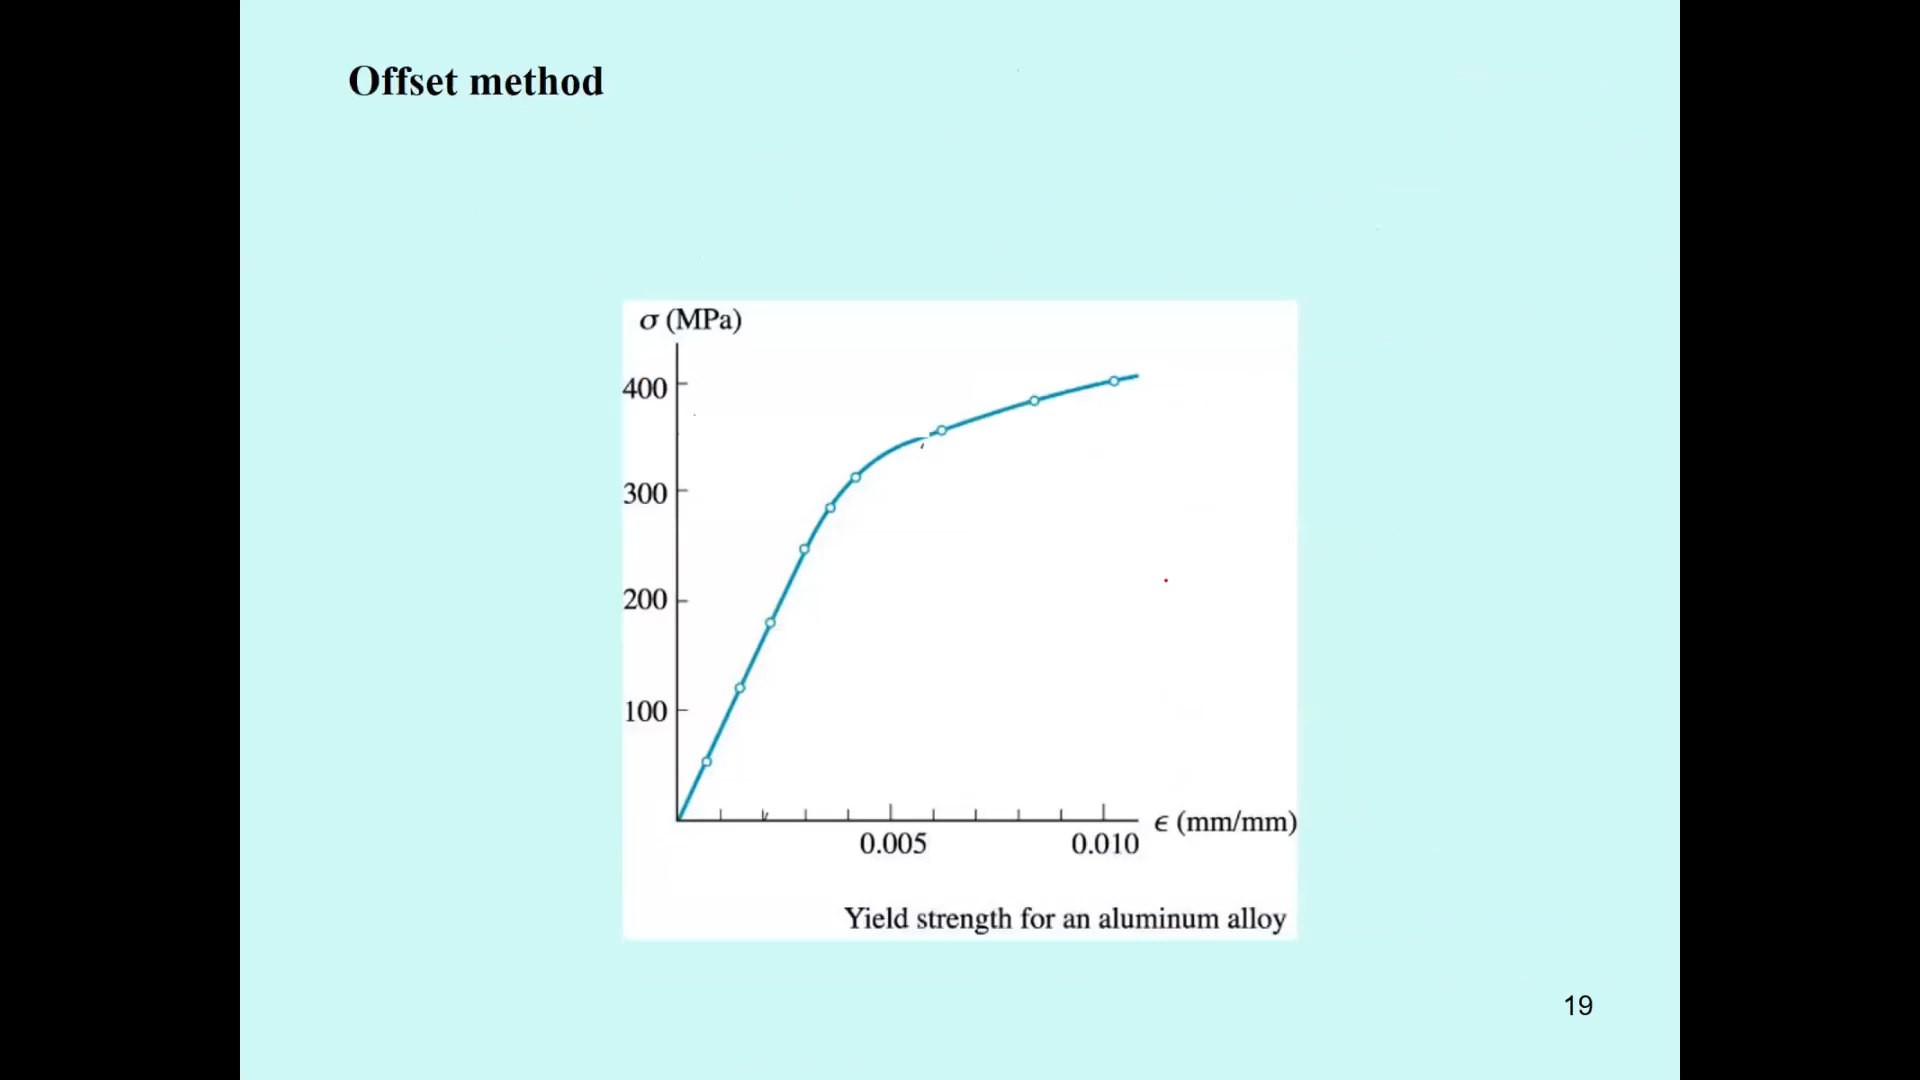 Offset method
σ (MPa)
400
300
200
100
0.005
0.010
ϵ (mm/mm)
Yield strength for an aluminum alloy
19